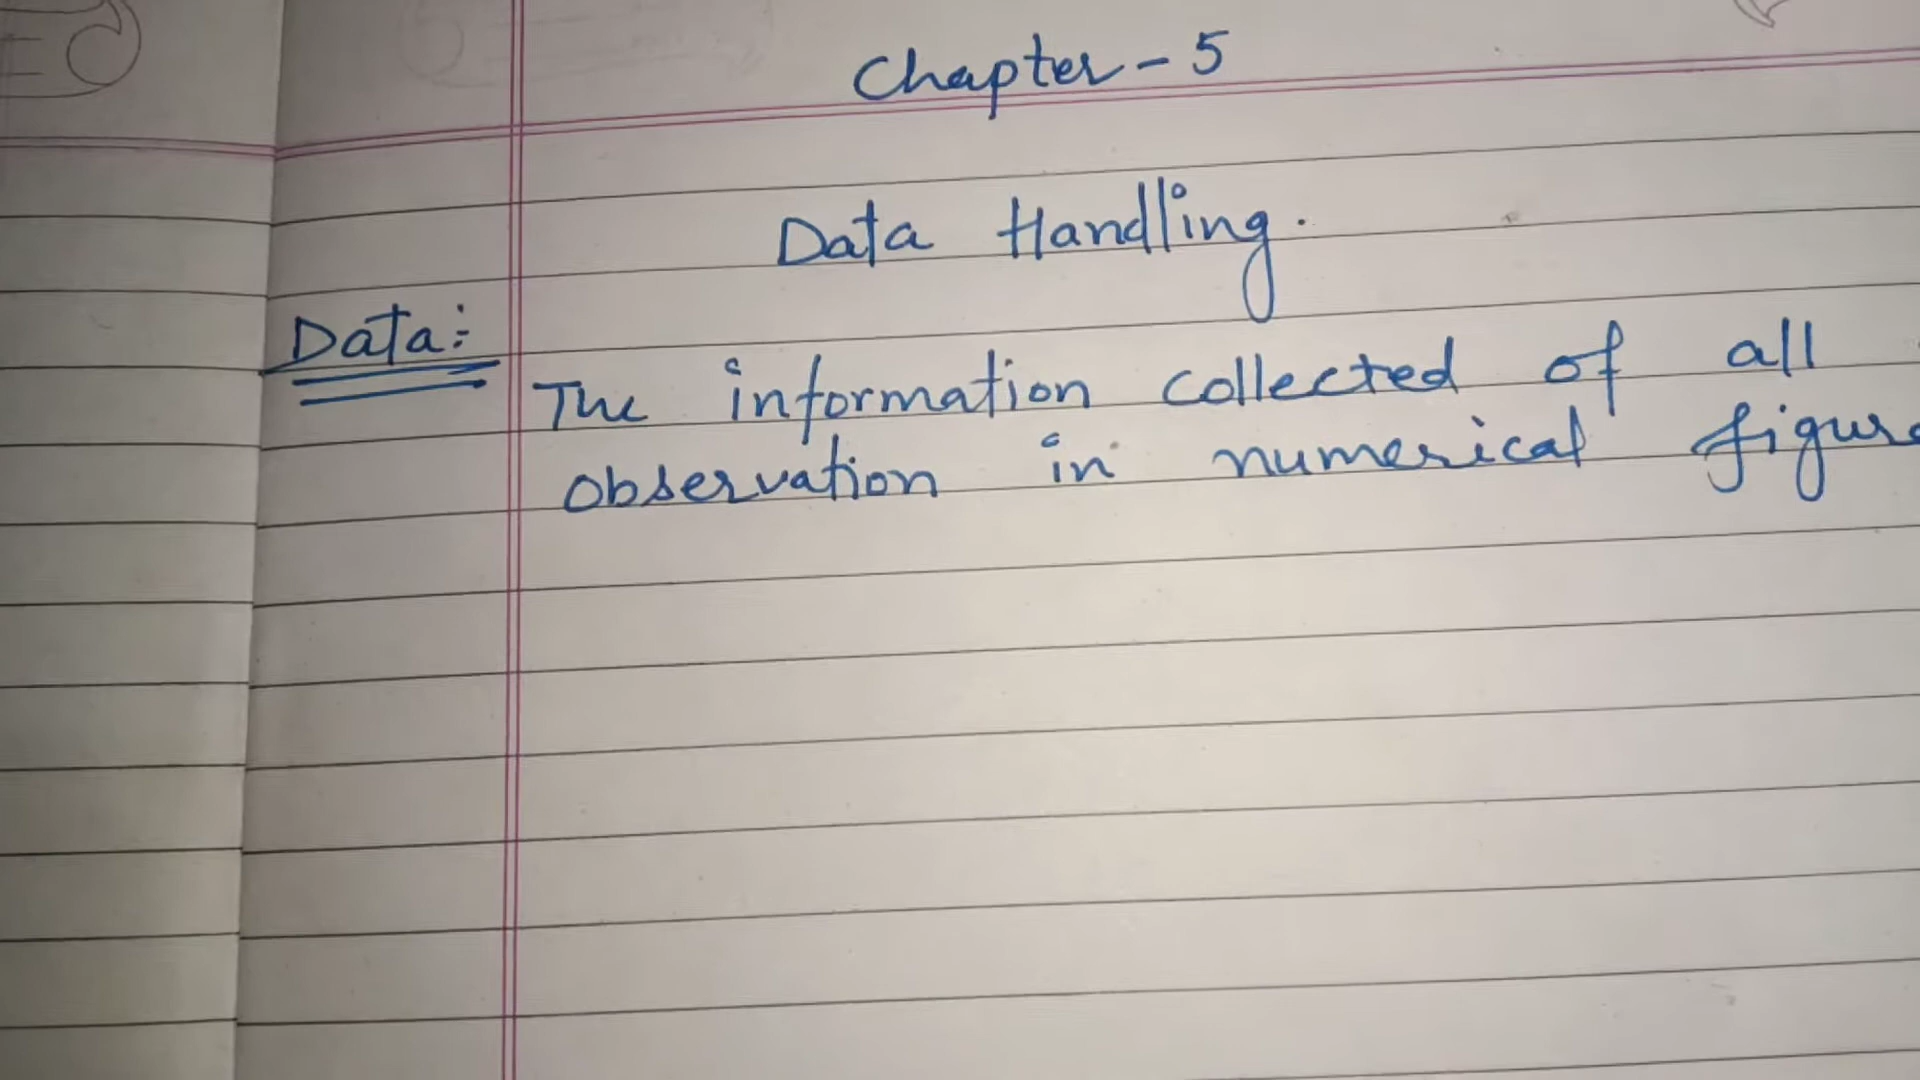 Chapter - 5
Data Handling.
Data:
The information collected of all
observation in numerical